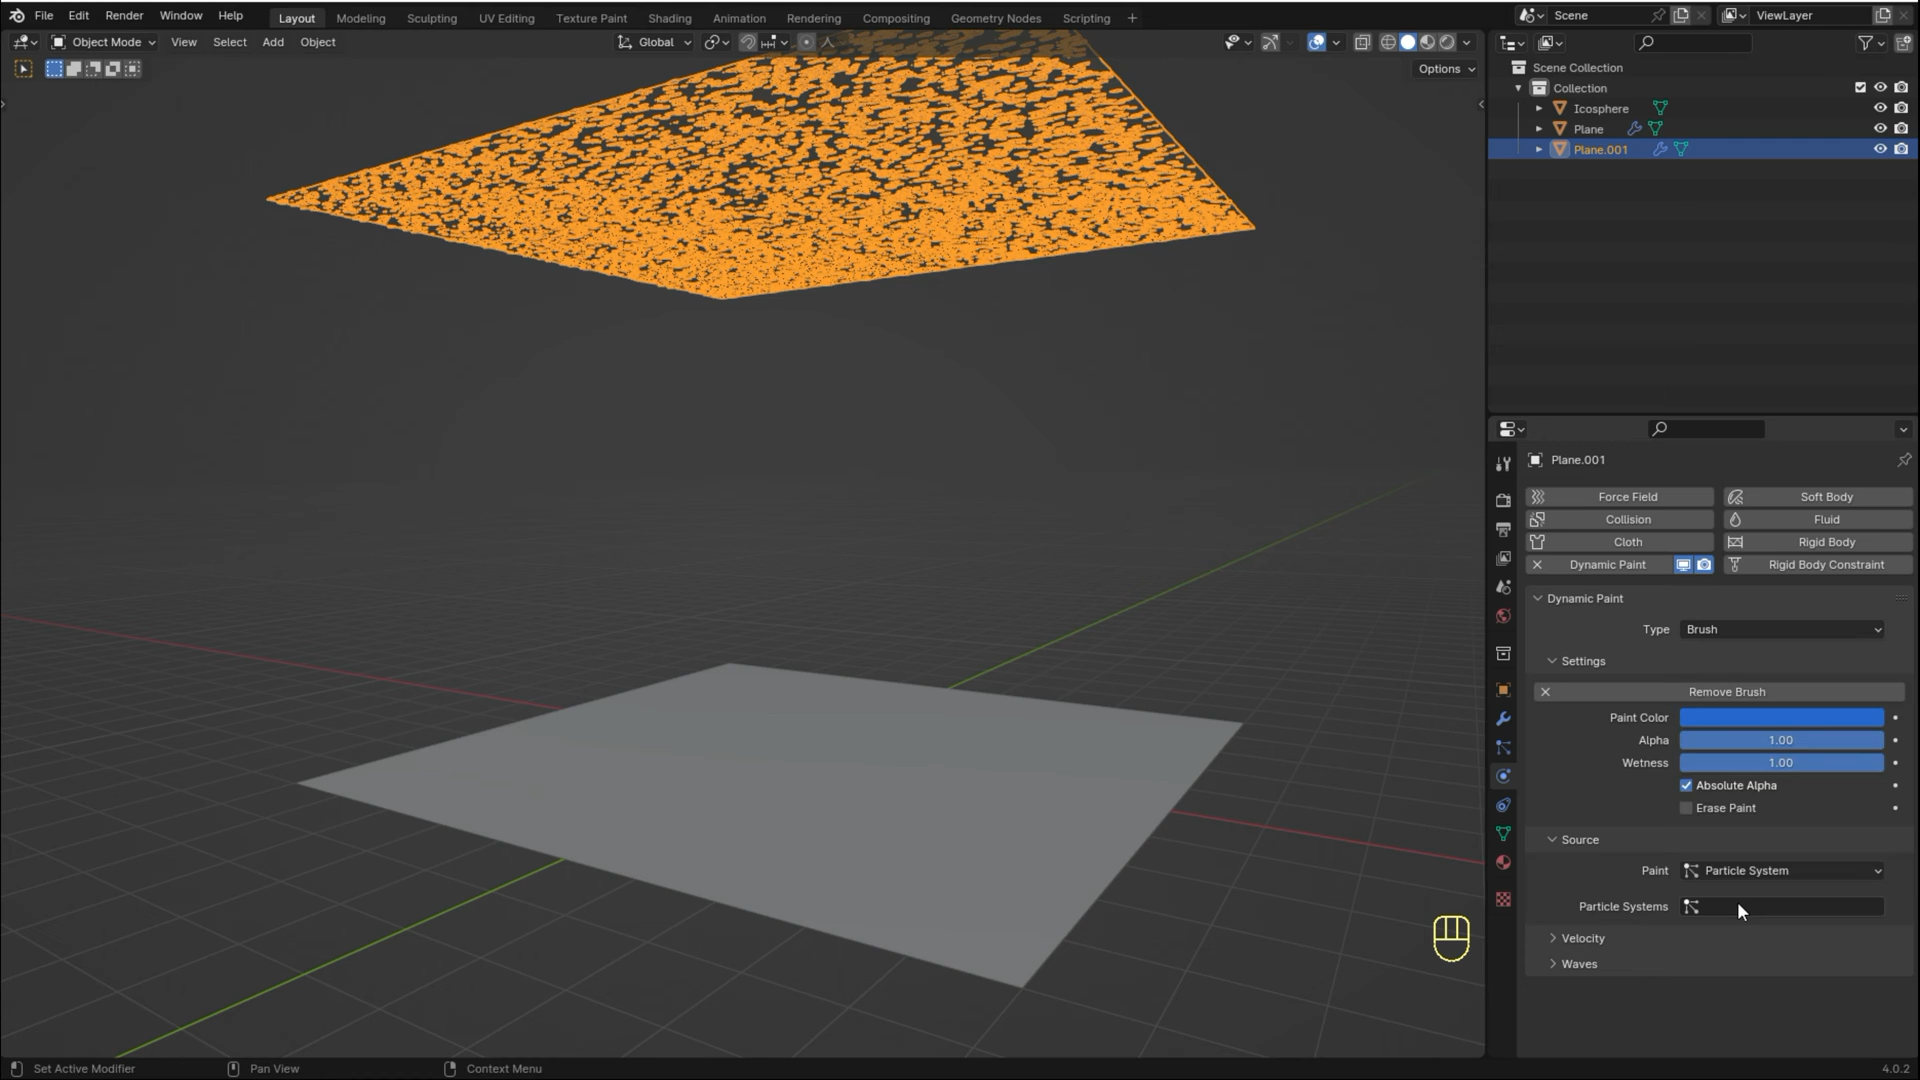 File Edit Render Window Help Layout Modeling Sculpting UV Editing Texture Paint Shading Animation Rendering Compositing Geometry Nodes Scripting + Scene ViewLayer
Object Mode View Select Add Object Global
Options
Scene Collection
Collection
Icosphere
Plane
Plane.001
Plane.001
Force Field Soft Body
Collision Fluid
Cloth Rigid Body
Dynamic Paint Rigid Body Constraint
Dynamic Paint
Type Brush
Settings
Remove Brush
Paint Color
Alpha 1.00
Wetness 1.00
Absolute Alpha
Erase Paint
Source
Paint Particle System
Particle Systems
Velocity
Waves
Set Active Modifier Pan View Context Menu 4.0.2